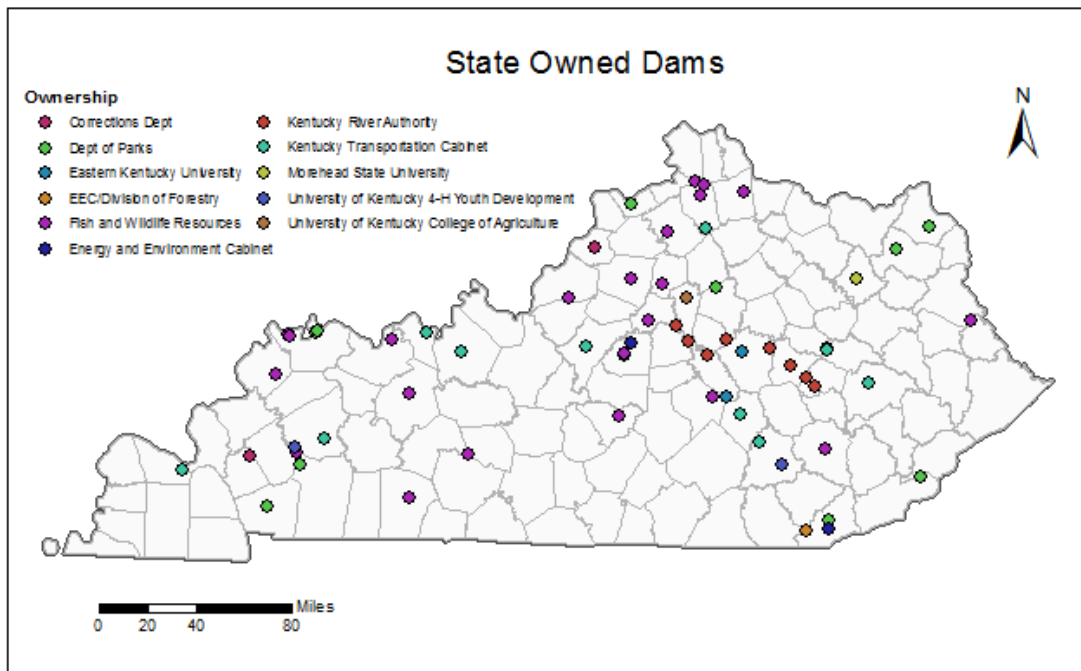 State Owned Dams
N
Ownership
Corrections Dept
Dept of Parks
Eastern Kentucky University
EEC/Division of Forestry
Fish and Wildlife Resources
Energy and Environment Cabinet
Kentucky River Authority
Kentucky Transportation Cabinet
Morehead State University
University of Kentucky 4-H Youth Development
University of Kentucky College of Agriculture
Miles
0 20 40 80